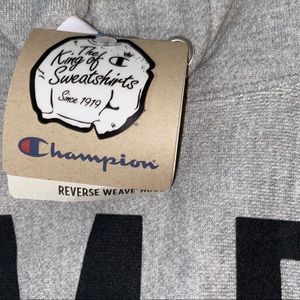 The
King of
Sweatshirts
Since 1919
Champion
REVERSE WEAVE®